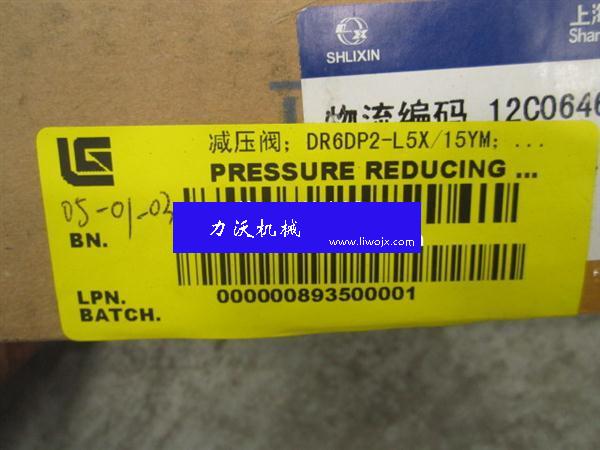 SHLIXIN
上海
Shan
物流编码 12C0646
减压阀; DR6DP2-L5X/15YM; ...
PRESSURE REDUCING ...
05-01-03
BN.
力沃机械
www.liwojx.com
LPN.
000000893500001
BATCH.